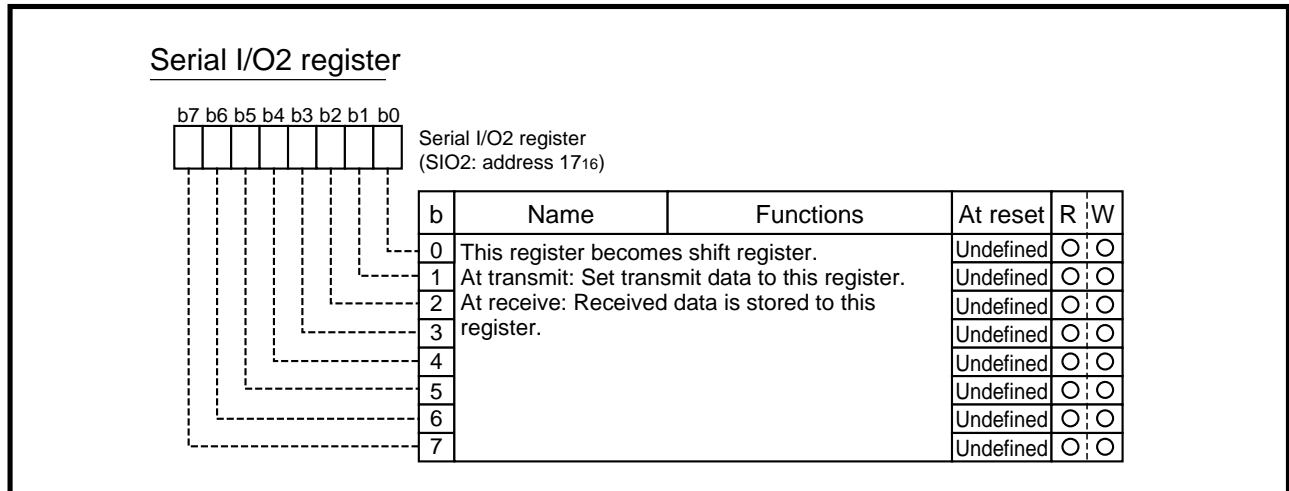 Serial I/O2 register
b7 b6 b5 b4 b3 b2 b1 b0
Serial I/O2 register
(SIO2: address 1716)
b Name Functions At reset R W
0 This register becomes shift register. Undefined O O
1 At transmit: Set transmit data to this register. Undefined O O
2 At receive: Received data is stored to this Undefined O O
3 register. Undefined O O
4 Undefined O O
5 Undefined O O
6 Undefined O O
7 Undefined O O